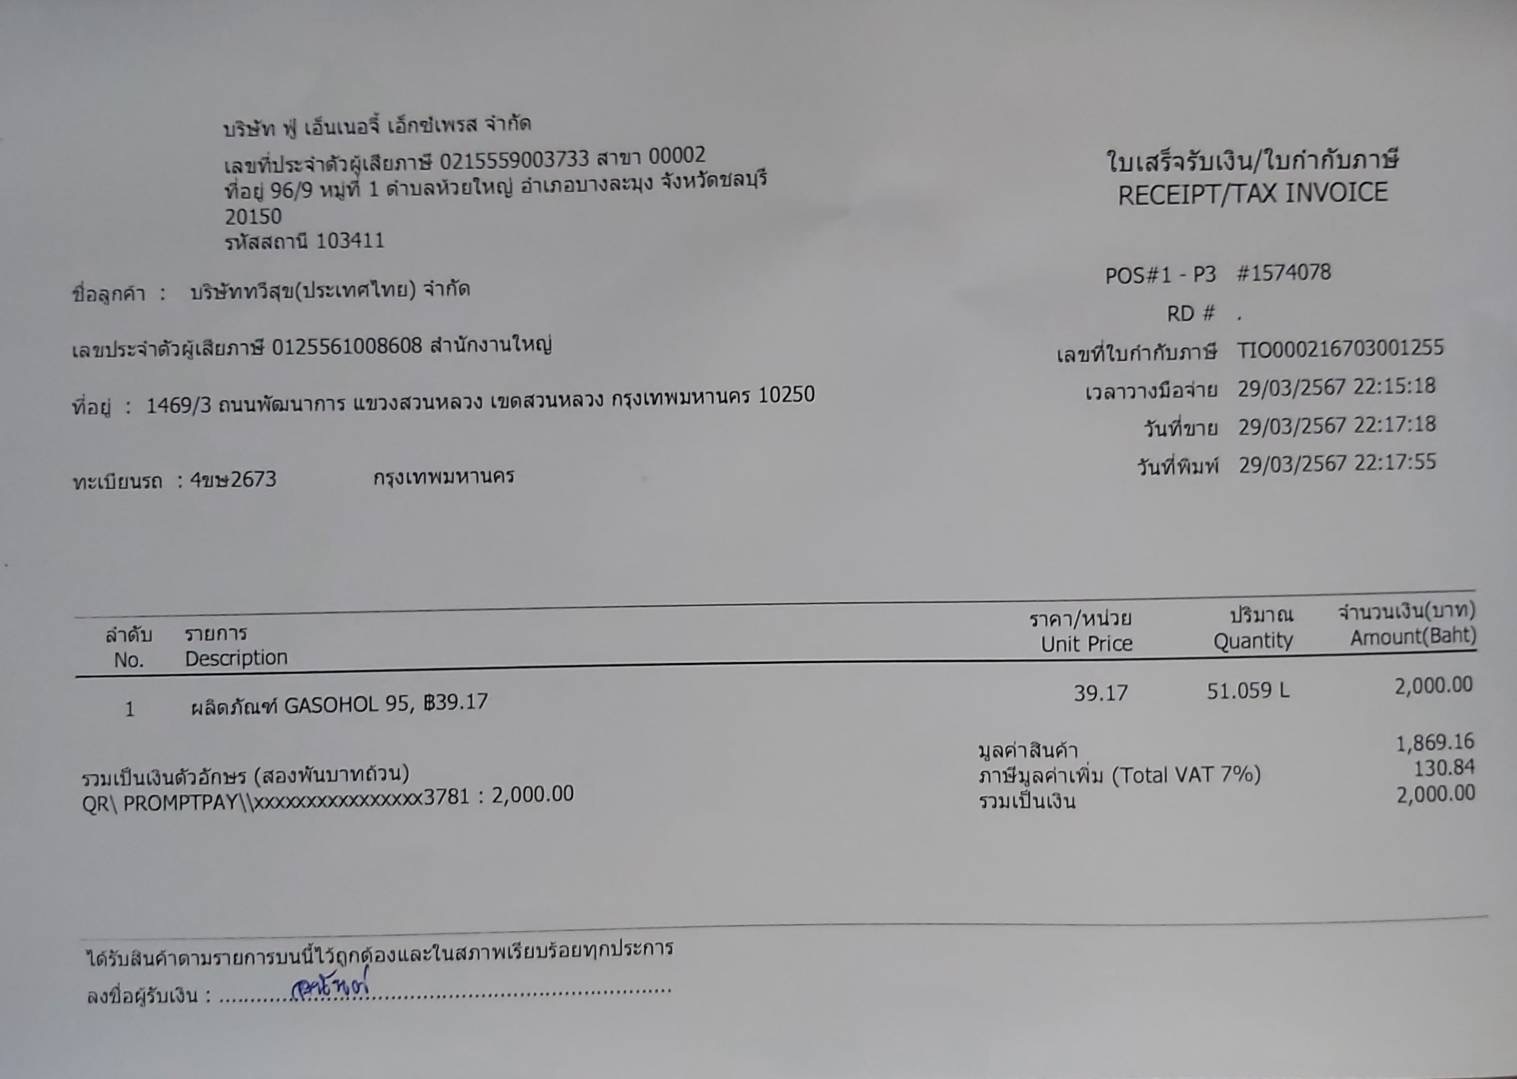 บริษัท ฟู่ เอ็นเนอจี้ เอ็กซ์เพรส จำกัด
เลขที่ประจำตัวผู้เสียภาษี 0215559003733 สาขา 00002
ที่อยู่ 96/9 หมู่ที่ 1 ตำบลห้วยใหญ่ อำเภอบางละมุง จังหวัดชลบุรี
20150
รหัสสถานี 103411
ใบเสร็จรับเงิน/ใบกำกับภาษี
RECEIPT/TAX INVOICE
ชื่อลูกค้า : บริษัททวีสุข(ประเทศไทย) จำกัด
เลขประจำตัวผู้เสียภาษี 0125561008608 สำนักงานใหญ่
ที่อยู่ : 1469/3 ถนนพัฒนาการ แขวงสวนหลวง เขตสวนหลวง กรุงเทพมหานคร 10250
ทะเบียนรถ : 4ขษ2673 กรุงเทพมหานคร
POS#1 - P3 #1574078
RD # .
เลขที่ใบกำกับภาษี TIO000216703001255
เวลาวางมือจ่าย 29/03/2567 22:15:18
วันที่ขาย 29/03/2567 22:17:18
วันที่พิมพ์ 29/03/2567 22:17:55
ลำดับ รายการ ราคา/หน่วย ปริมาณ จำนวนเงิน(บาท)
No. Description Unit Price Quantity Amount(Baht)
1 ผลิตภัณฑ์ GASOHOL 95, ฿39.17 39.17 51.059 L 2,000.00
มูลค่าสินค้า 1,869.16
รวมเป็นเงินตัวอักษร (สองพันบาทถ้วน) ภาษีมูลค่าเพิ่ม (Total VAT 7%) 130.84
QR\ PROMPTPAY\\xxxxxxxxxxxxxxxx3781 : 2,000.00 รวมเป็นเงิน 2,000.00
ได้รับสินค้าตามรายการบนนี้ไว้ถูกต้องและในสภาพเรียบร้อยทุกประการ
ลงชื่อผู้รับเงิน : ............................................................